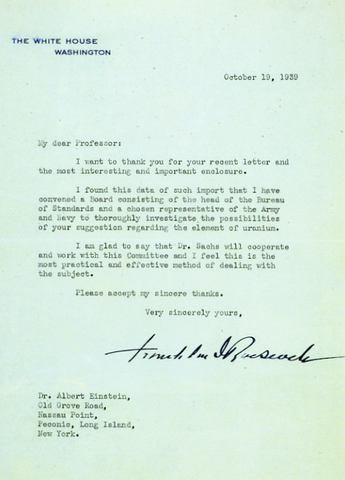 THE WHITE HOUSE
WASHINGTON
October 19, 1939
My dear Professor:
I want to thank you for your recent letter and
the most interesting and important enclosure.
I found this data of such import that I have
convened a Board consisting of the head of the Bureau
of Standards and a chosen representative of the Army
and Navy to thoroughly investigate the possibilities
of your suggestion regarding the element of uranium.
I am glad to say that Dr. Sachs will cooperate
and work with this Committee and I feel this is the
most practical and effective method of dealing with
the subject.
Please accept my sincere thanks.
Very sincerely yours,
Franklin D Roosevelt
Dr. Albert Einstein,
Old Grove Road,
Nassau Point,
Peconic, Long Island,
New York.